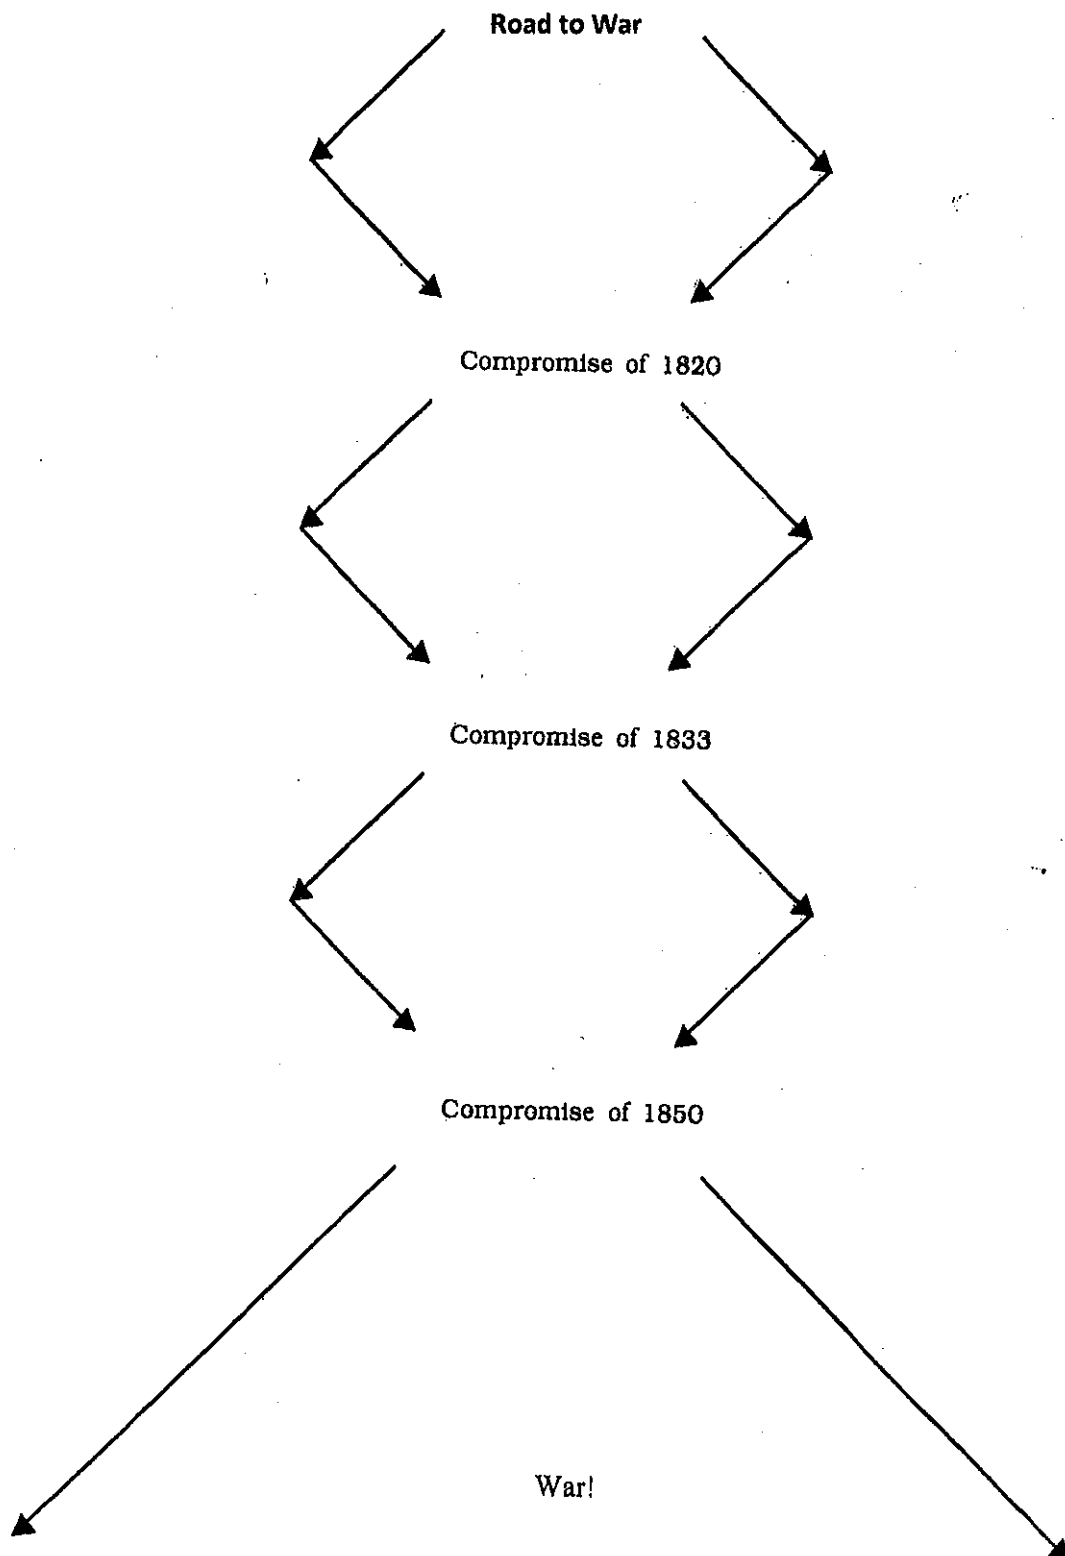 Road to War
Compromise of 1820
Compromise of 1833
Compromise of 1850
War!